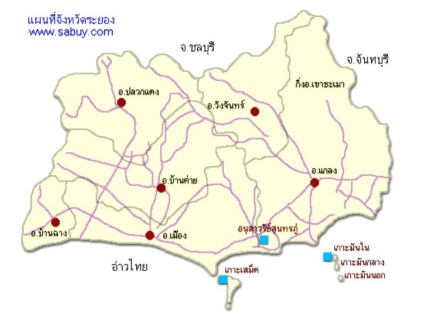 แผนที่จังหวัดระยอง
www.sabuy.com
จ.ชลบุรี
จ.จันทบุรี
กิ่งอ.เขาชะเมา
อ.ปลวกแดง
อ.วังจันทร์
อ.แกลง
อ.บ้านค่าย
อ.บ้านฉาง
อ.เมือง
อนุสาวรีย์สุนทรภู่
อ่าวไทย
เกาะเสม็ด
เกาะมันใน
เกาะมันกลาง
เกาะมันนอก